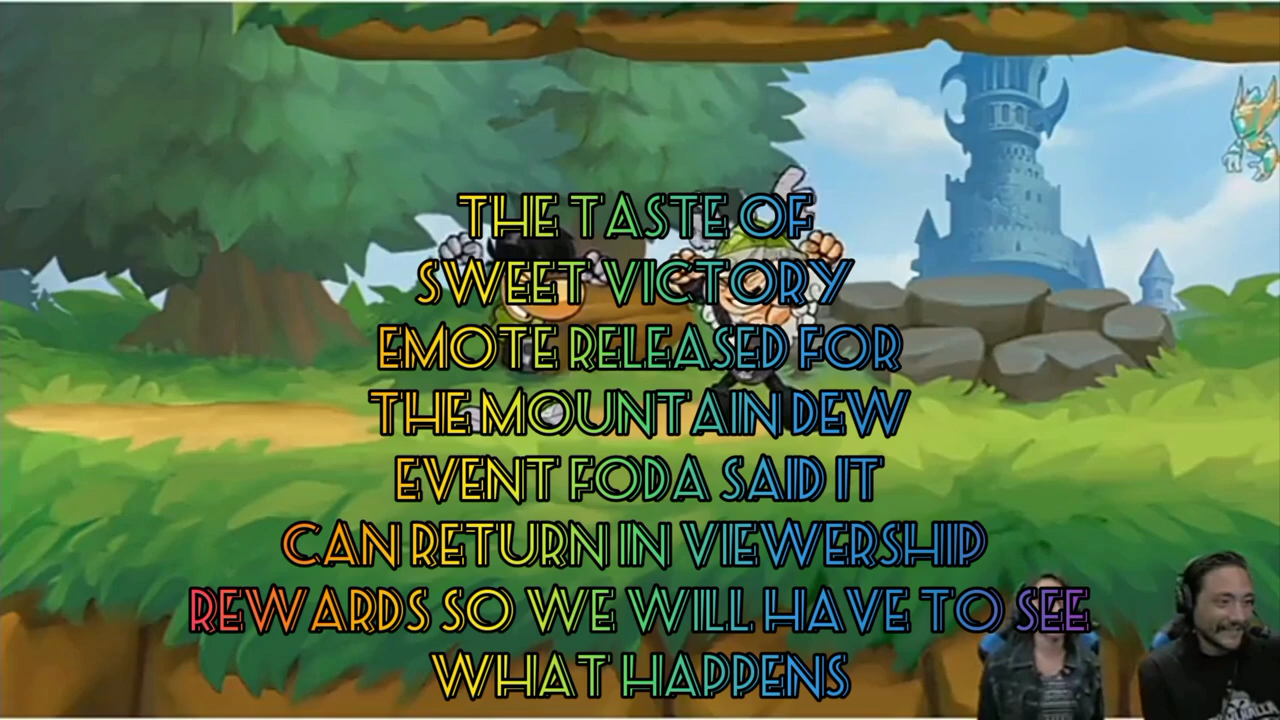 THE TASTE OF
SWEET VICTORY
EMOTE RELEASED FOR
THE MOUNTAIN DEW
EVENT FODA SAID IT
CAN RETURN IN VIEWERSHIP
REWARDS SO WE WILL HAVE TO SEE
WHAT HAPPENS